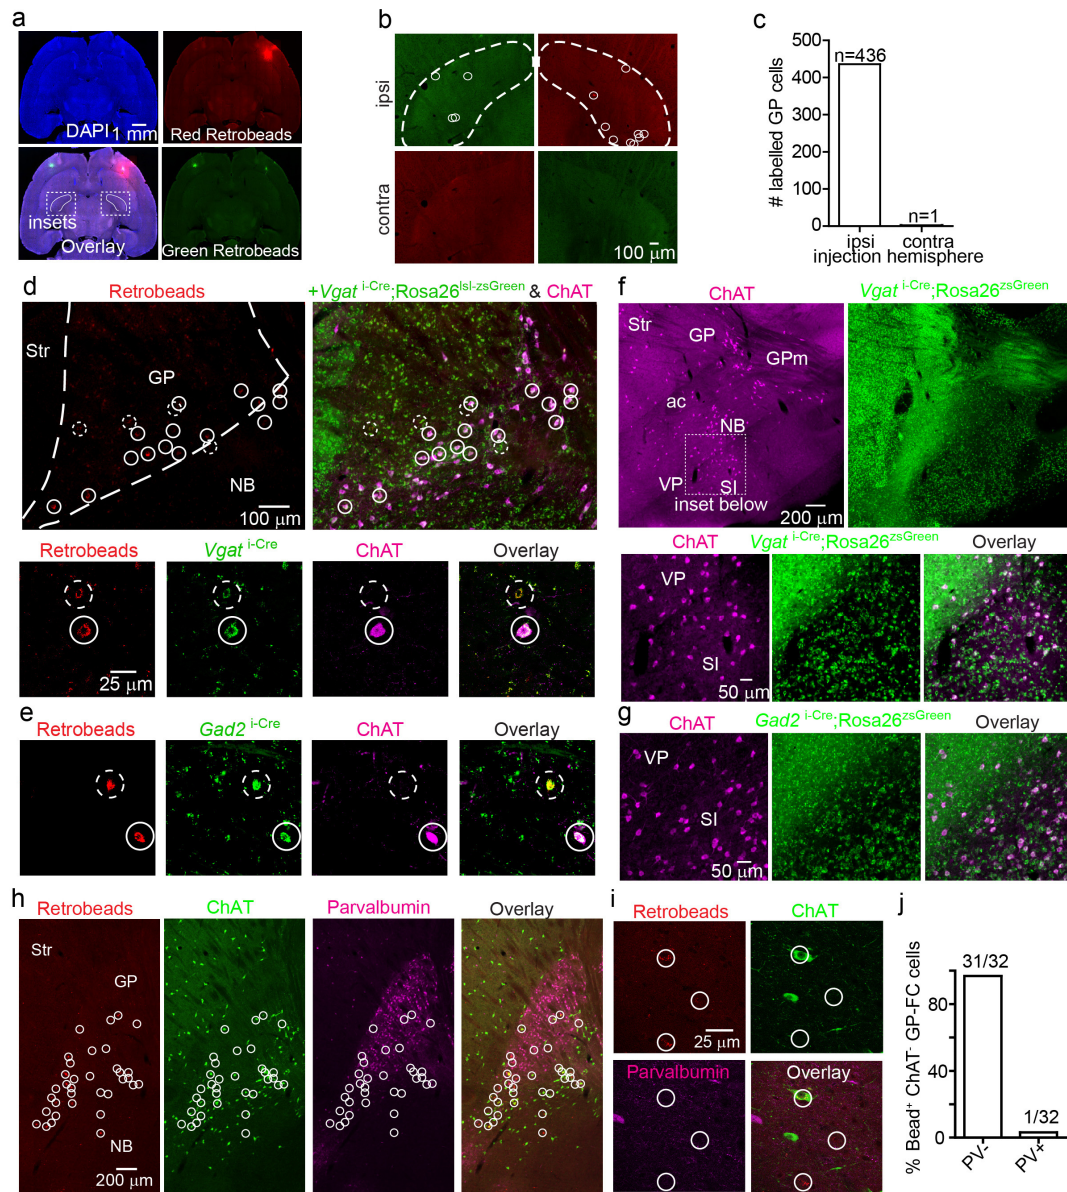 a
DAPI 1 mm
Red Retrobeads
insets
Overlay
Green Retrobeads
b
ipsi
contra
100 μm
c
# labelled GP cells
500
400
300
200
100
0
n=436
n=1
ipsi contra
injection hemisphere
d
Retrobeads
+Vgat i-Cre;Rosa26lsl-zsGreen & ChAT
Str
GP
NB
100 μm
Retrobeads
Vgat i-Cre
ChAT
Overlay
25 μm
e
Retrobeads
Gad2 i-Cre
ChAT
Overlay
f
ChAT
Vgat i-Cre;Rosa26zsGreen
Str
GP
GPm
ac
NB
VP
SI
inset below
200 μm
ChAT
Vgat i-Cre;Rosa26zsGreen
Overlay
VP
SI
50 μm
g
ChAT
Gad2 i-Cre;Rosa26zsGreen
Overlay
VP
SI
50 μm
h
Retrobeads
ChAT
Parvalbumin
Overlay
Str
GP
NB
200 μm
i
Retrobeads
ChAT
25 μm
Parvalbumin
Overlay
j
% Bead+ ChAT- GP-FC cells
80
40
0
31/32
1/32
PV-
PV+